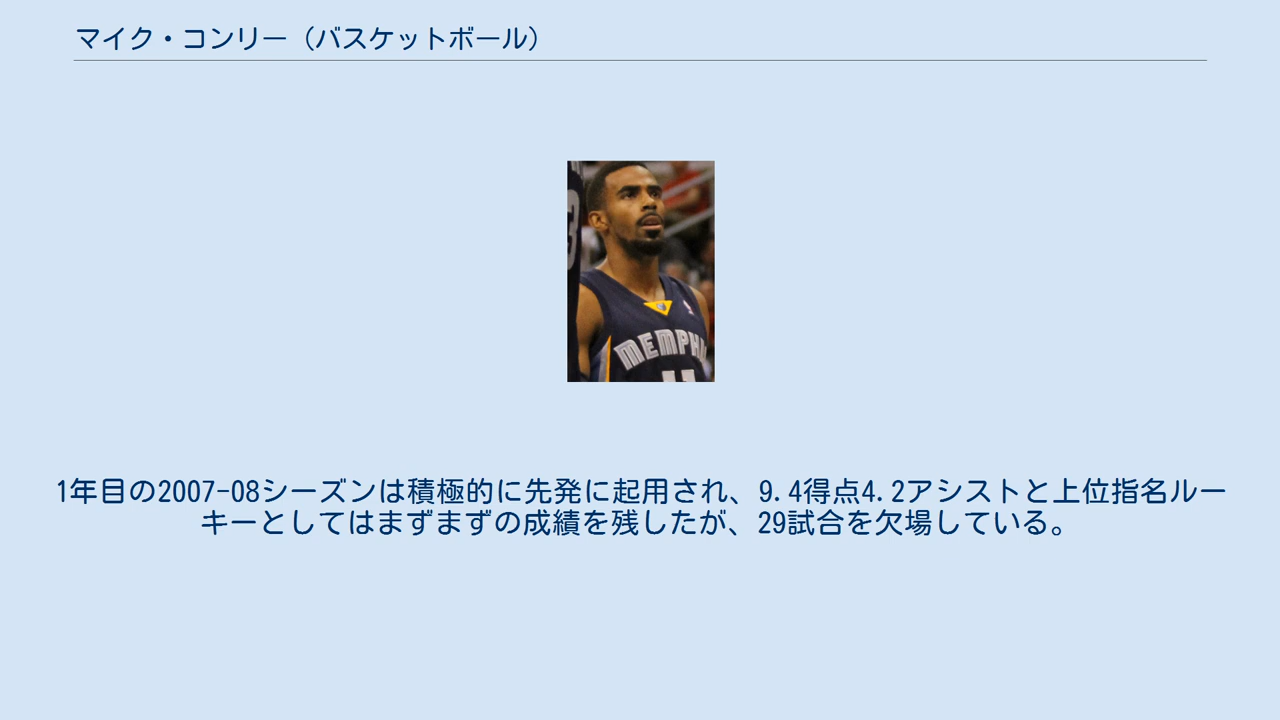 マイク・コンリー（バスケットボール）
MEMPHI
11
1年目の2007-08シーズンは積極的に先発に起用され、9.4得点4.2アシストと上位指名ルー
キーとしてはまずまずの成績を残したが、29試合を欠場している。